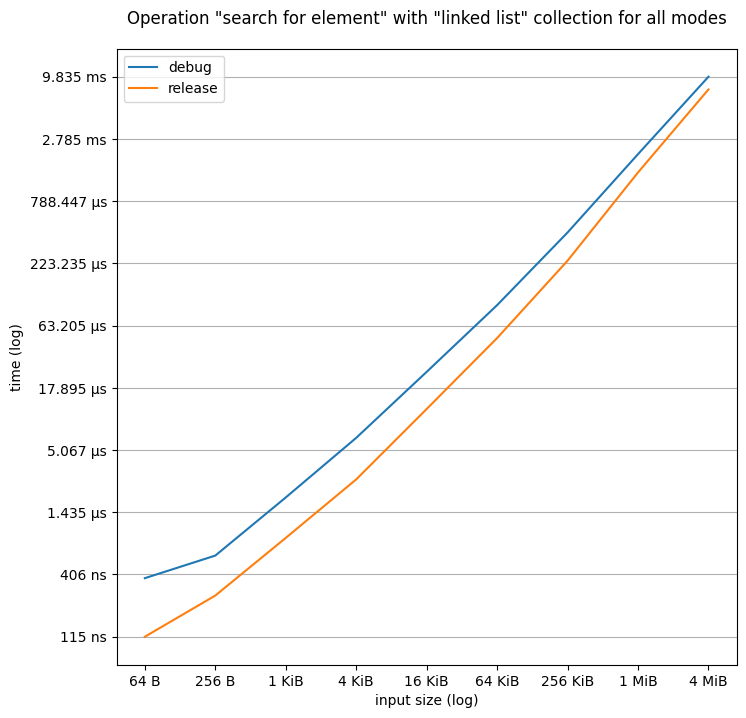 Operation "search for element" with "linked list" collection for all modes
debug
release
9.835 ms
2.785 ms
788.447 µs
223.235 µs
63.205 µs
17.895 µs
5.067 µs
1.435 µs
406 ns
115 ns
time (log)
64 B
256 B
1 KiB
4 KiB
16 KiB
64 KiB
256 KiB
1 MiB
4 MiB
input size (log)